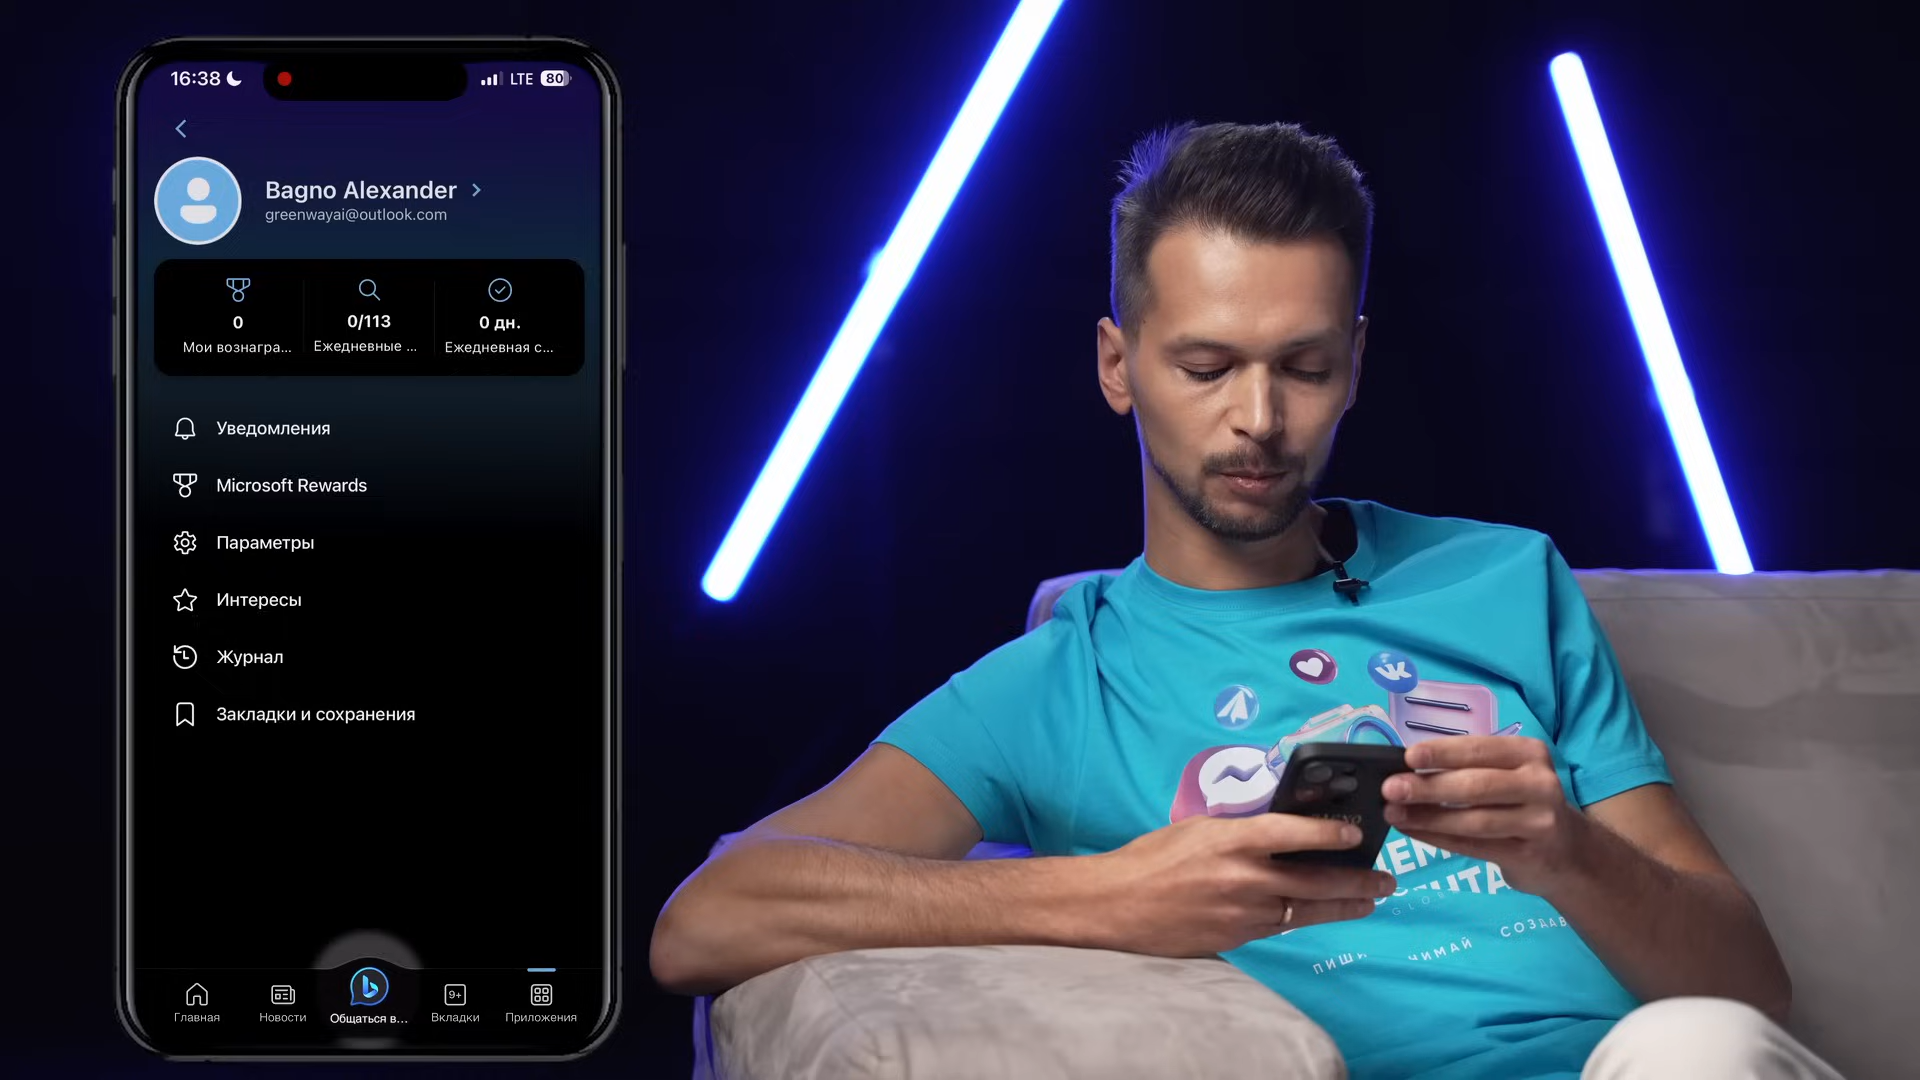 16:38
LTE
80
Bagno Alexander
greenwayai@outlook.com
0
0/113
0 дн.
Мои вознагра...
Ежедневные ...
Ежедневная с...
Уведомления
Microsoft Rewards
Параметры
Интересы
Журнал
Закладки и сохранения
9+
Главная
Новости
Общаться в...
Вкладки
Приложения
BAGNO